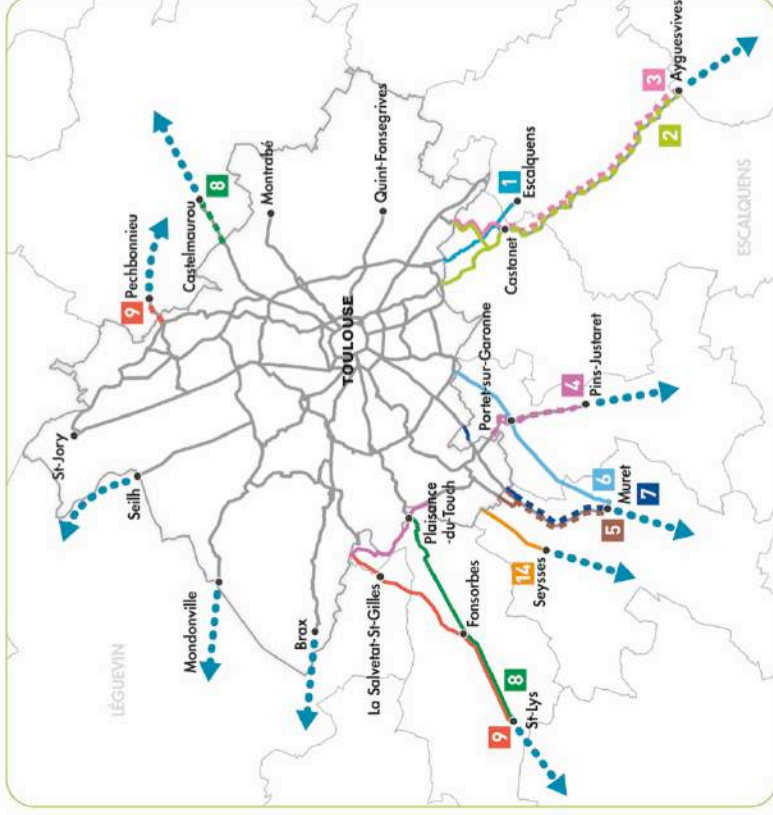 St-Jory
Pechbonnieu
9
Seilh
LÉGUEVIN
Castelmaurou
8
Mondonville
Montrabé
Brax
TOULOUSE
Quint-Fonsegrives
La Salvetat-St-Gilles
Plaisance
-du-Touch
Fonsorbes
Portet-sur-Garonne
1
Escalquens
Castanet
9
8
St-Lys
14
Seysses
4
Pins-Justaret
6
5
Muret
7
3
2
Ayguesvives
ESCALQUENS